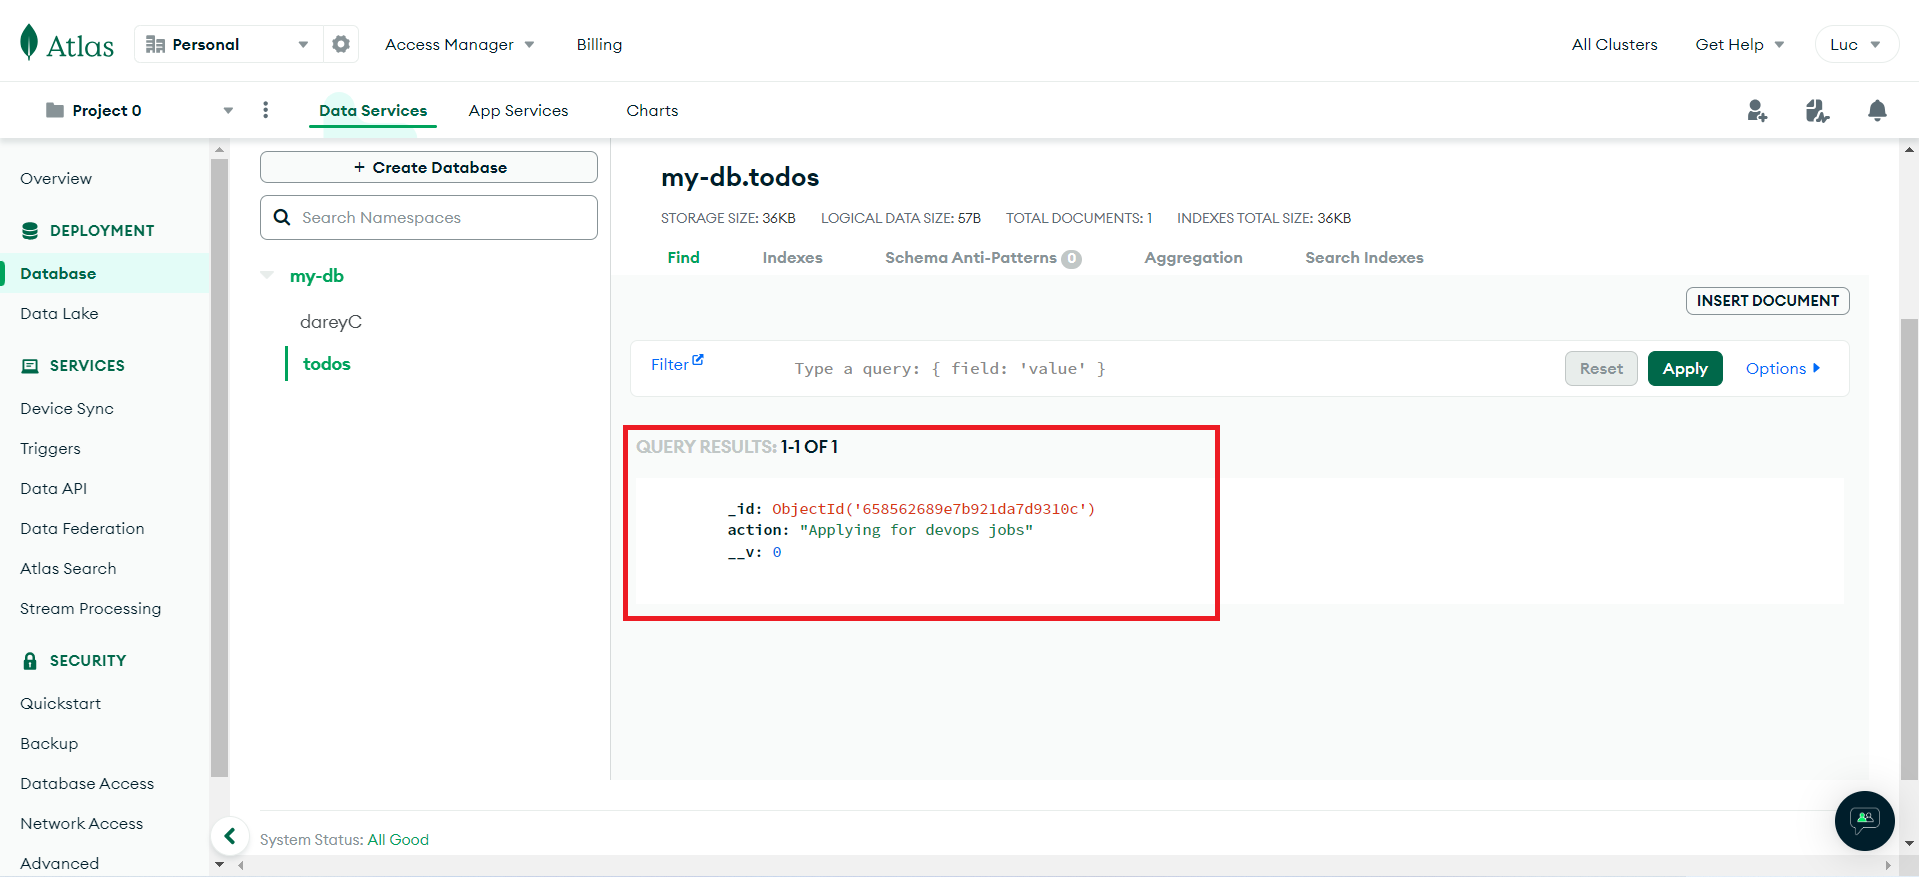 Atlas
Personal
Access Manager
Billing
All Clusters
Get Help
Luc
Project 0
Data Services
App Services
Charts
Overview
DEPLOYMENT
Database
Data Lake
SERVICES
Device Sync
Triggers
Data API
Data Federation
Atlas Search
Stream Processing
SECURITY
Quickstart
Backup
Database Access
Network Access
Advanced
+ Create Database
Search Namespaces
my-db
dareyC
todos
my-db.todos
STORAGE SIZE: 36KB LOGICAL DATA SIZE: 57B TOTAL DOCUMENTS: 1 INDEXES TOTAL SIZE: 36KB
Find Indexes Schema Anti-Patterns 0 Aggregation Search Indexes
INSERT DOCUMENT
Filter
Type a query: { field: 'value' }
Reset
Apply
Options
QUERY RESULTS: 1-1 OF 1
_id: ObjectId('658562689e7b921da7d9310c')
action: "Applying for devops jobs"
__v: 0
System Status: All Good